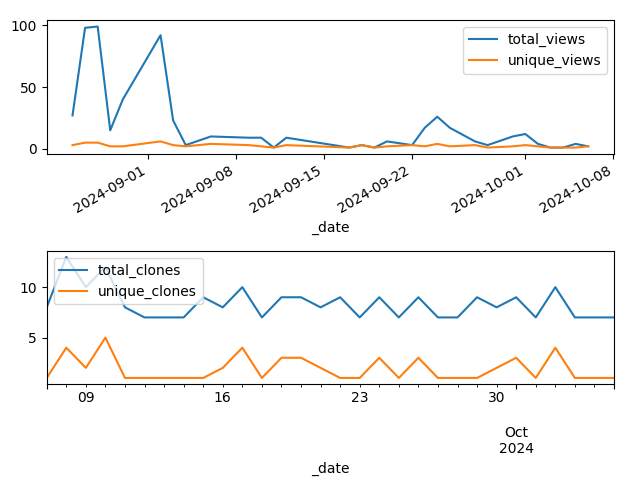 100
50
0
total_views
unique_views
2024-09-01
2024-09-08
2024-09-15
2024-09-22
2024-10-01
2024-10-08
_date
10
5
total_clones
unique_clones
09
16
23
30
Oct
2024
_date